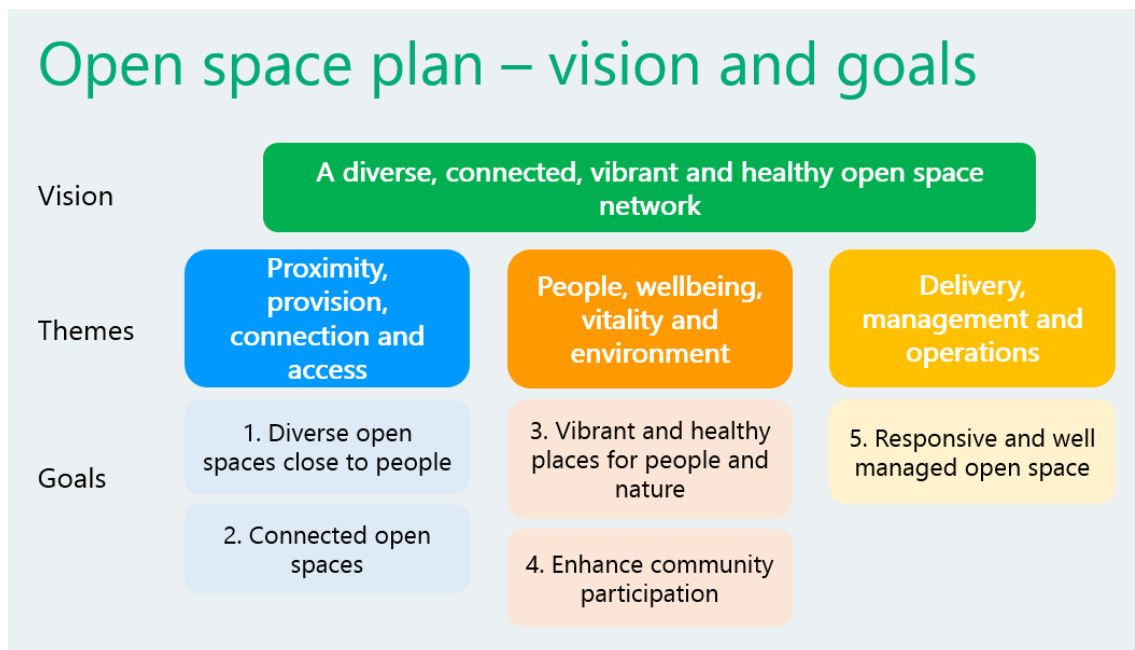 Open space plan – vision and goals
Vision
A diverse, connected, vibrant and healthy open space
network
Themes
Proximity,
provision,
connection and
access
People, wellbeing,
vitality and
environment
Delivery,
management and
operations
Goals
1. Diverse open
spaces close to people
2. Connected open
spaces
3. Vibrant and healthy
places for people and
nature
4. Enhance community
participation
5. Responsive and well
managed open space